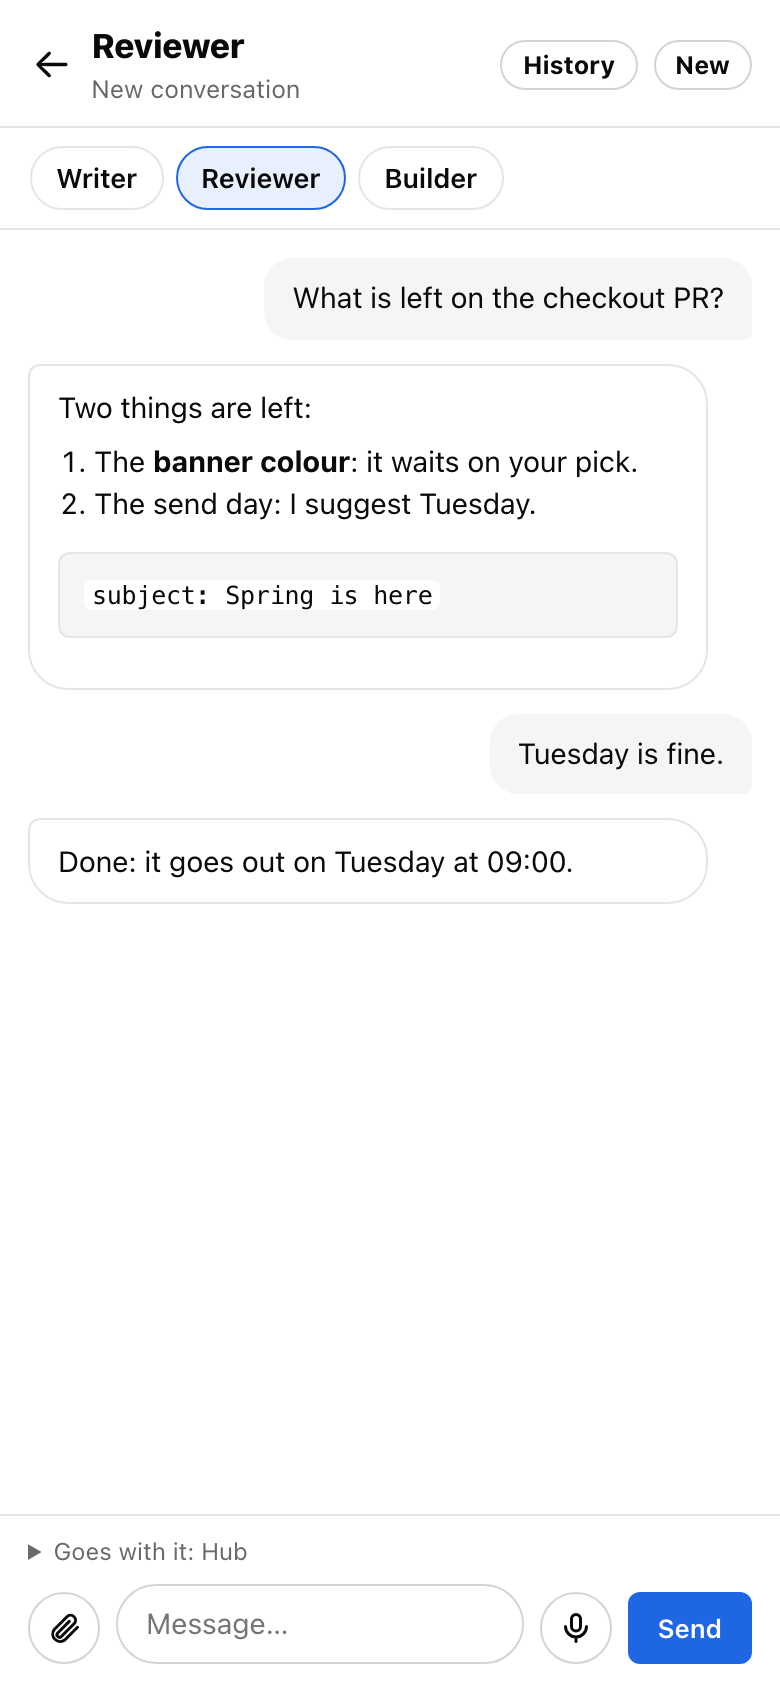 Reviewer
New conversation
History
New
Writer
Reviewer
Builder
What is left on the checkout PR?
Two things are left:
1. The banner colour: it waits on your pick.
2. The send day: I suggest Tuesday.
subject: Spring is here
Tuesday is fine.
Done: it goes out on Tuesday at 09:00.
Goes with it: Hub
Message...
Send